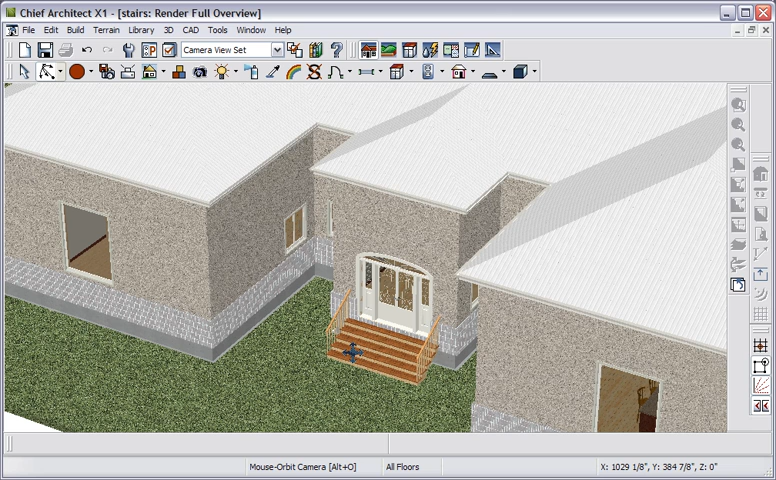 Chief Architect X1 - [stairs: Render Full Overview]
File Edit Build Terrain Library 3D CAD Tools Window Help
Camera View Set
Mouse-Orbit Camera [Alt+O] All Floors X: 1029 1/8", Y: 384 7/8", Z: 0"